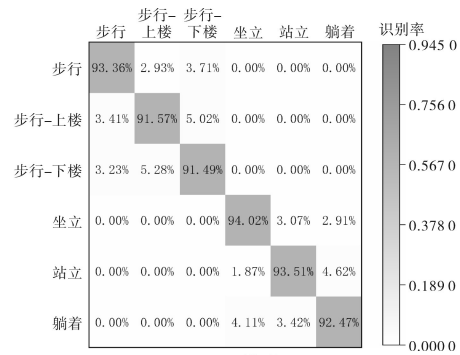 步行 步行– 上楼 步行– 下楼 坐立 站立 躺着 识别率
步行 93.36% 2.93% 3.71% 0.00% 0.00% 0.00%
步行–上楼 3.41% 91.57% 5.02% 0.00% 0.00% 0.00%
步行–下楼 3.23% 5.28% 91.49% 0.00% 0.00% 0.00%
坐立 0.00% 0.00% 0.00% 94.02% 3.07% 2.91%
站立 0.00% 0.00% 0.00% 1.87% 93.51% 4.62%
躺着 0.00% 0.00% 0.00% 4.11% 3.42% 92.47%
0.945 0
0.756 0
0.567 0
0.378 0
0.189 0
0.000 0